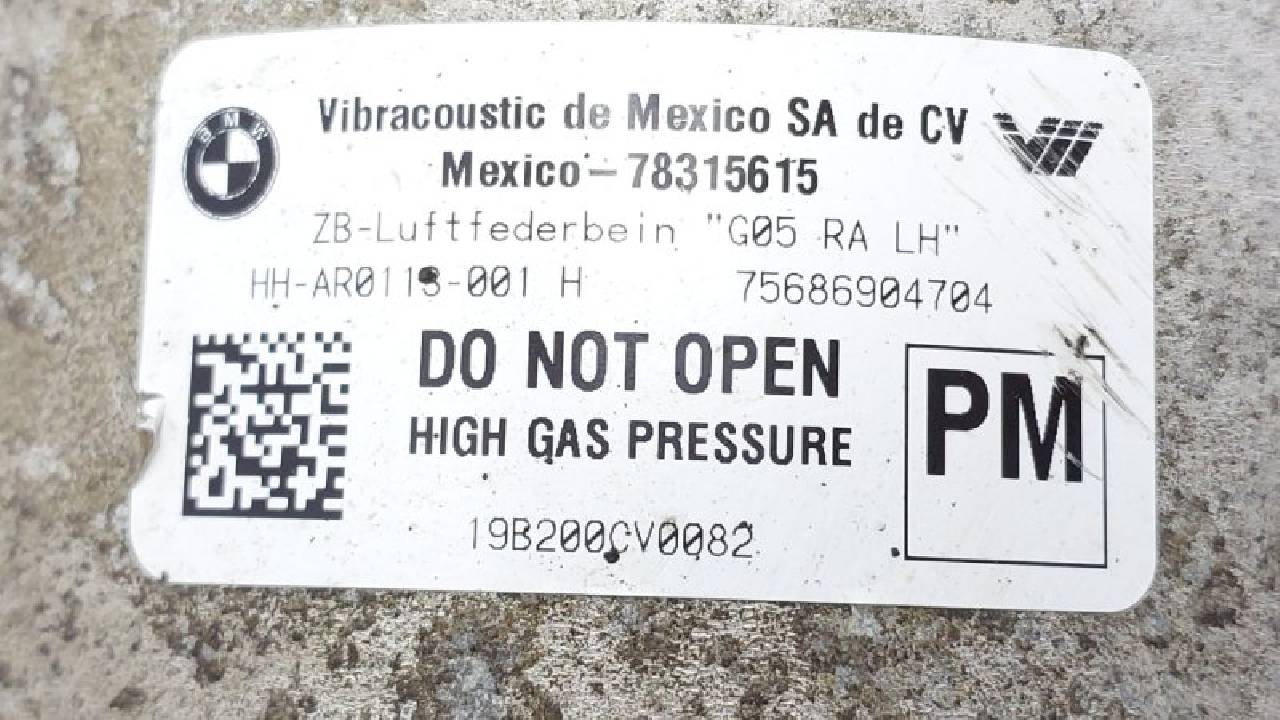 BMW
Vibracoustic de Mexico SA de CV
Mexico-78315615
ZB-Luftfederbein "G05 RA LH"
HH-AR0113-001 H 75686904704
DO NOT OPEN
HIGH GAS PRESSURE
PM
19B200CV0082